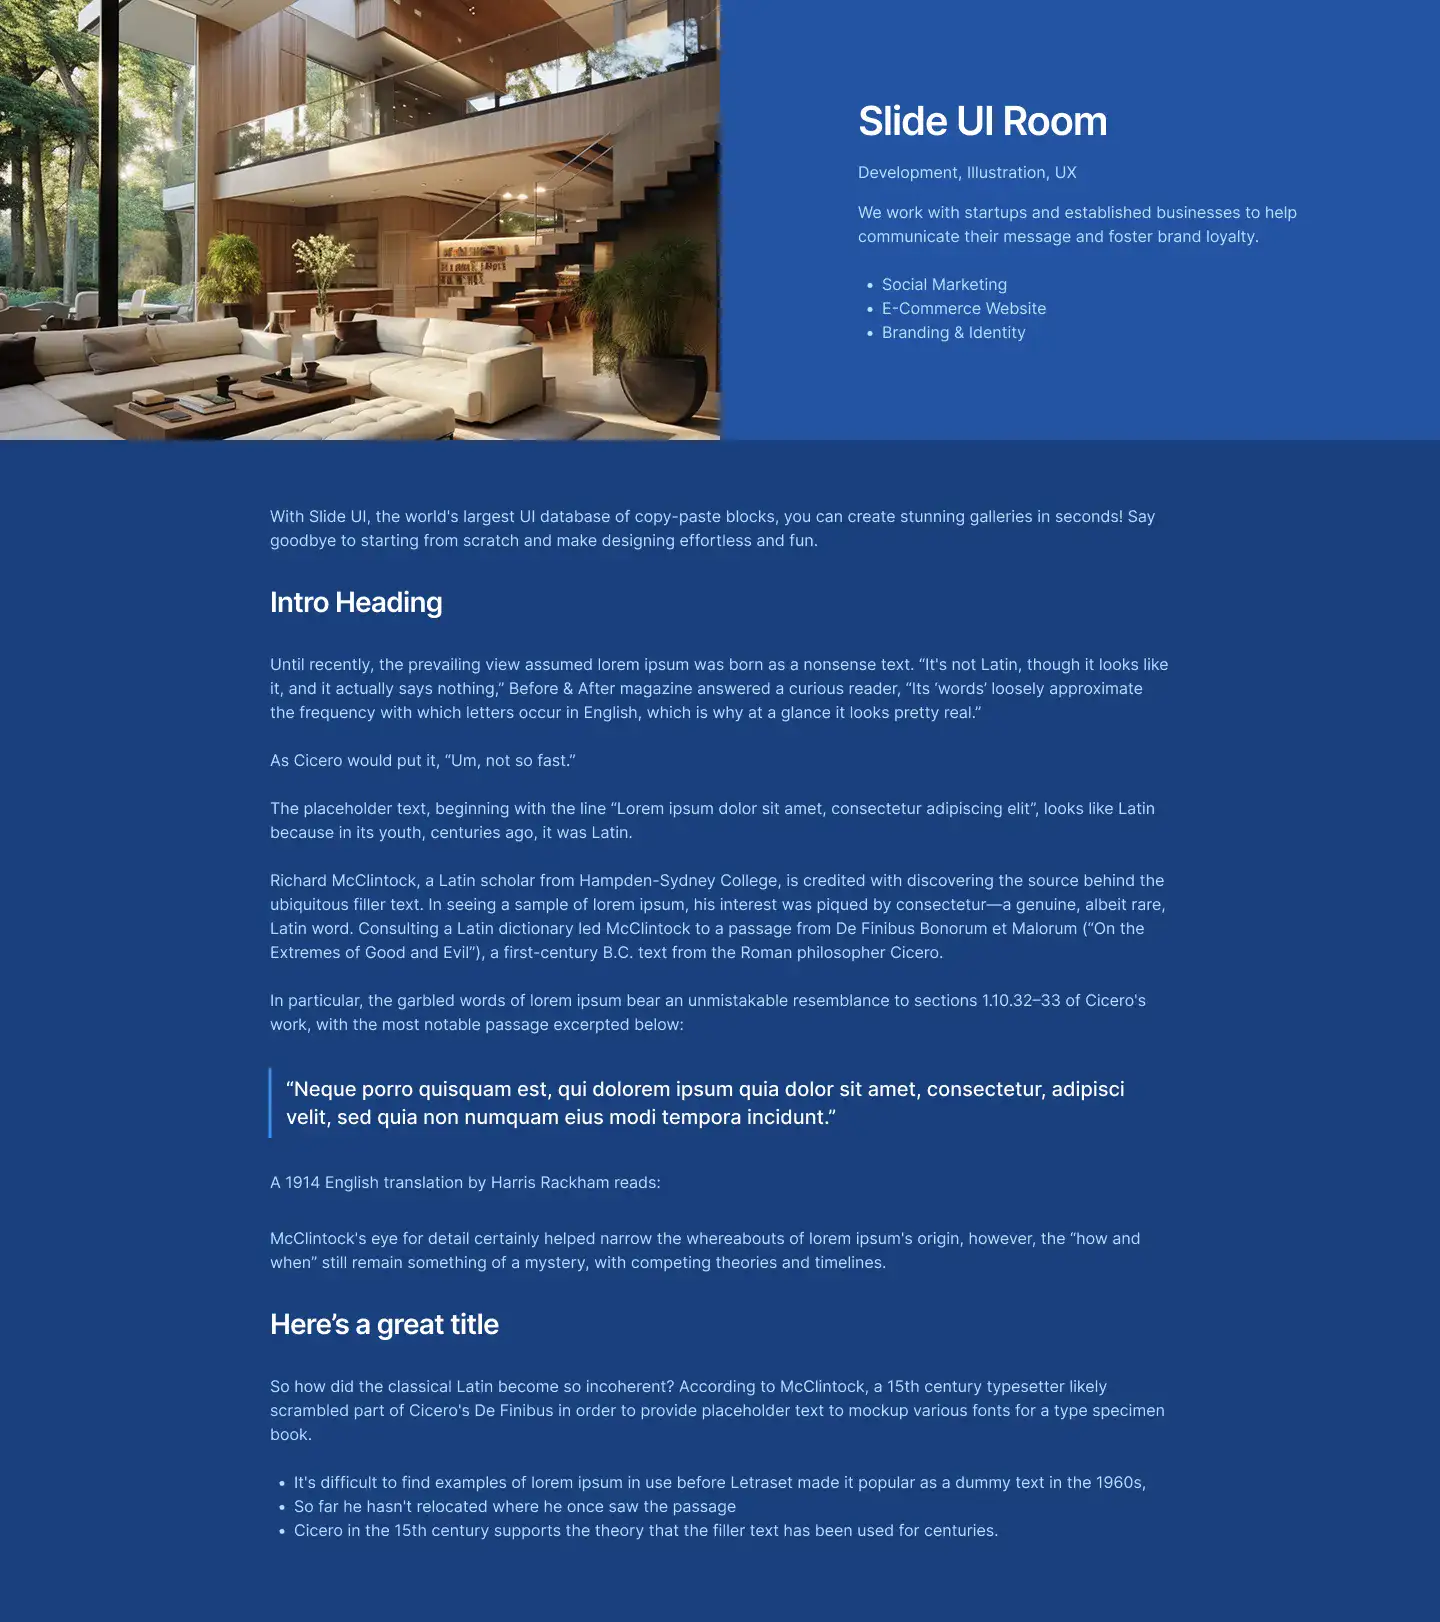 Slide UI Room
Development, Illustration, UX
We work with startups and established businesses to help
communicate their message and foster brand loyalty.
• Social Marketing
• E-Commerce Website
• Branding & Identity
With Slide UI, the world's largest UI database of copy-paste blocks, you can create stunning galleries in seconds! Say
goodbye to starting from scratch and make designing effortless and fun.
Intro Heading
Until recently, the prevailing view assumed lorem ipsum was born as a nonsense text. “It's not Latin, though it looks like
it, and it actually says nothing,” Before & After magazine answered a curious reader, “Its ‘words’ loosely approximate
the frequency with which letters occur in English, which is why at a glance it looks pretty real.”
As Cicero would put it, “Um, not so fast.”
The placeholder text, beginning with the line “Lorem ipsum dolor sit amet, consectetur adipiscing elit”, looks like Latin
because in its youth, centuries ago, it was Latin.
Richard McClintock, a Latin scholar from Hampden-Sydney College, is credited with discovering the source behind the
ubiquitous filler text. In seeing a sample of lorem ipsum, his interest was piqued by consectetur—a genuine, albeit rare,
Latin word. Consulting a Latin dictionary led McClintock to a passage from De Finibus Bonorum et Malorum (“On the
Extremes of Good and Evil”), a first-century B.C. text from the Roman philosopher Cicero.
In particular, the garbled words of lorem ipsum bear an unmistakable resemblance to sections 1.10.32–33 of Cicero's
work, with the most notable passage excerpted below:
“Neque porro quisquam est, qui dolorem ipsum quia dolor sit amet, consectetur, adipisci
velit, sed quia non numquam eius modi tempora incidunt.”
A 1914 English translation by Harris Rackham reads:
McClintock's eye for detail certainly helped narrow the whereabouts of lorem ipsum's origin, however, the “how and
when” still remain something of a mystery, with competing theories and timelines.
Here’s a great title
So how did the classical Latin become so incoherent? According to McClintock, a 15th century typesetter likely
scrambled part of Cicero's De Finibus in order to provide placeholder text to mockup various fonts for a type specimen
book.
• It's difficult to find examples of lorem ipsum in use before Letraset made it popular as a dummy text in the 1960s,
• So far he hasn't relocated where he once saw the passage
• Cicero in the 15th century supports the theory that the filler text has been used for centuries.